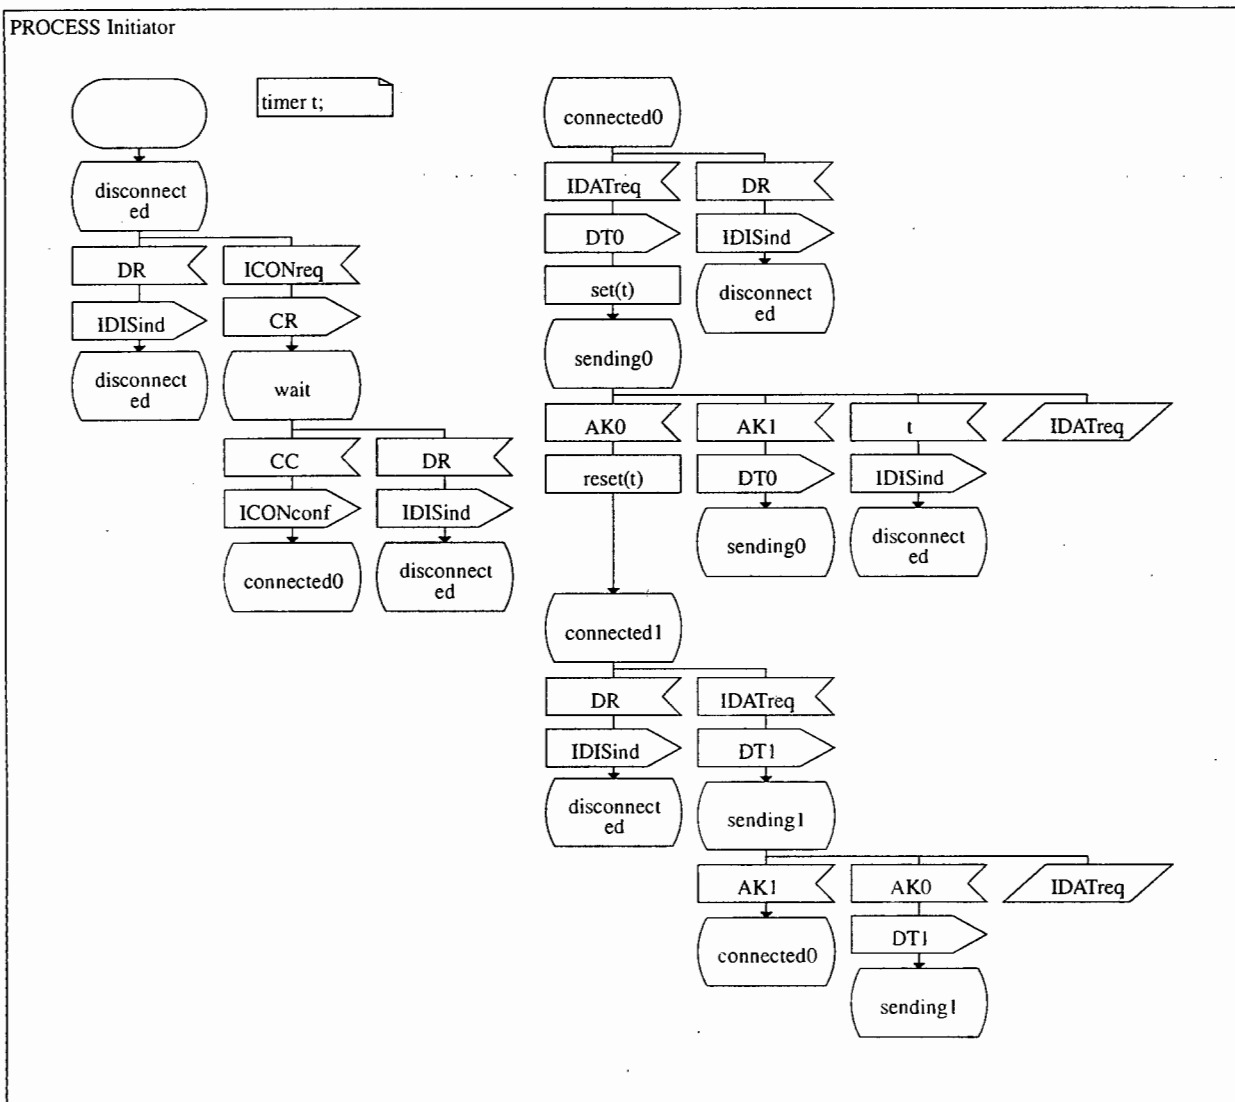 PROCESS Initiator
timer t;
disconnect
ed
DR
ICONreq
IDISind
CR
disconnect
ed
wait
CC
DR
ICONconf
IDISind
connected0
disconnect
ed
connected0
IDATreq
DR
DT0
IDISind
set(t)
disconnect
ed
sending0
AK0
AK1
t
IDATreq
reset(t)
DT0
IDISind
sending0
disconnect
ed
connected1
DR
IDATreq
IDISind
DT1
disconnect
ed
sending1
AK1
AK0
IDATreq
connected0
DT1
sending1